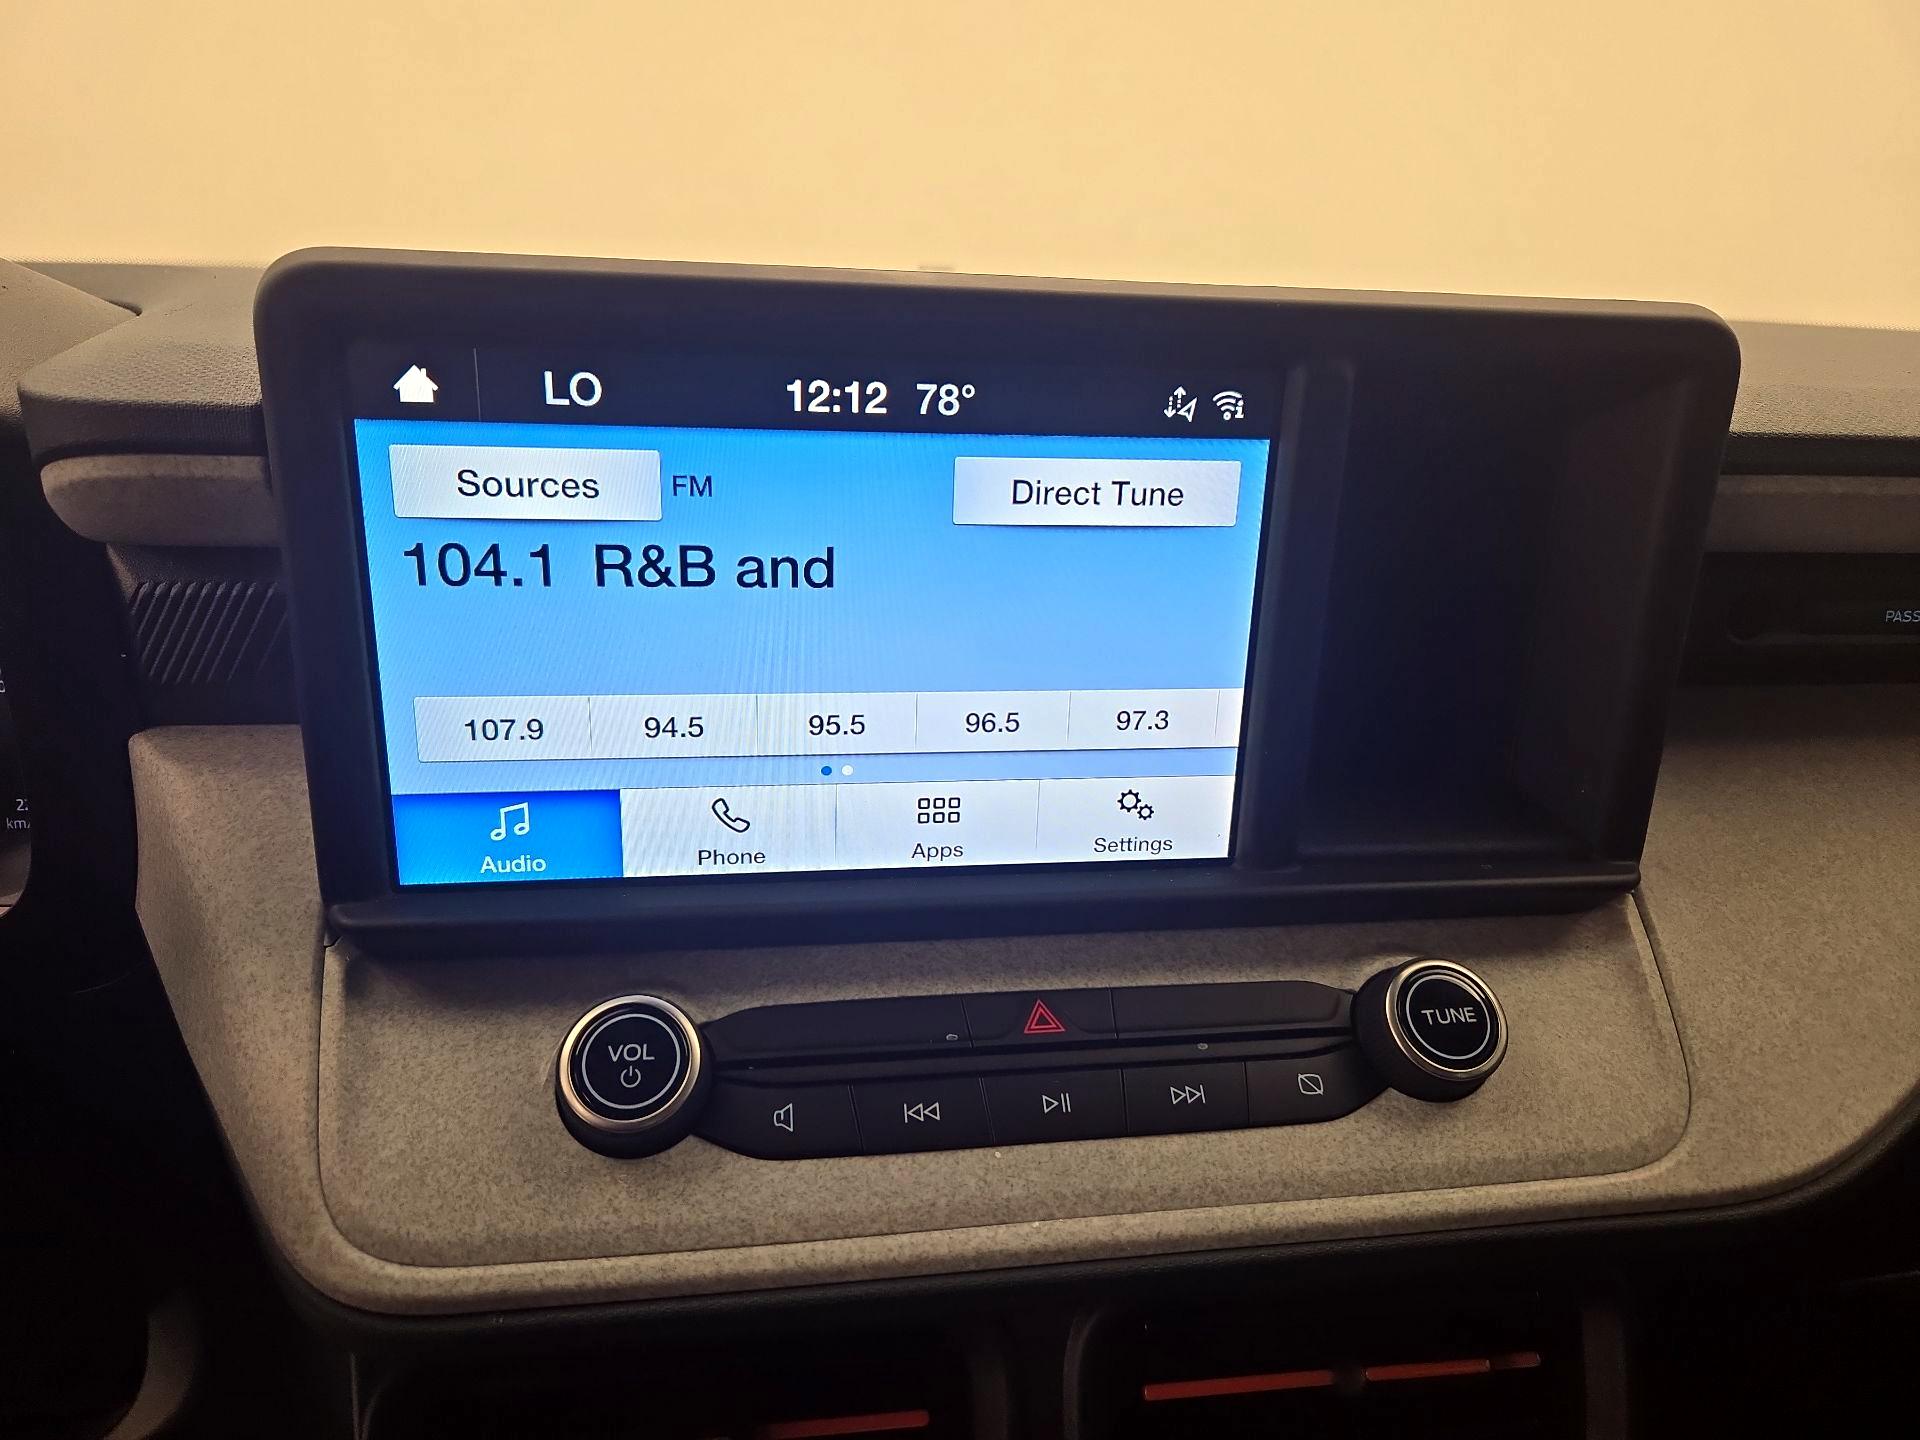 LO 12:12 78°
Sources FM Direct Tune
104.1 R&B and
107.9 94.5 95.5 96.5 97.3
Audio Phone Apps Settings
VOL
TUNE
km/